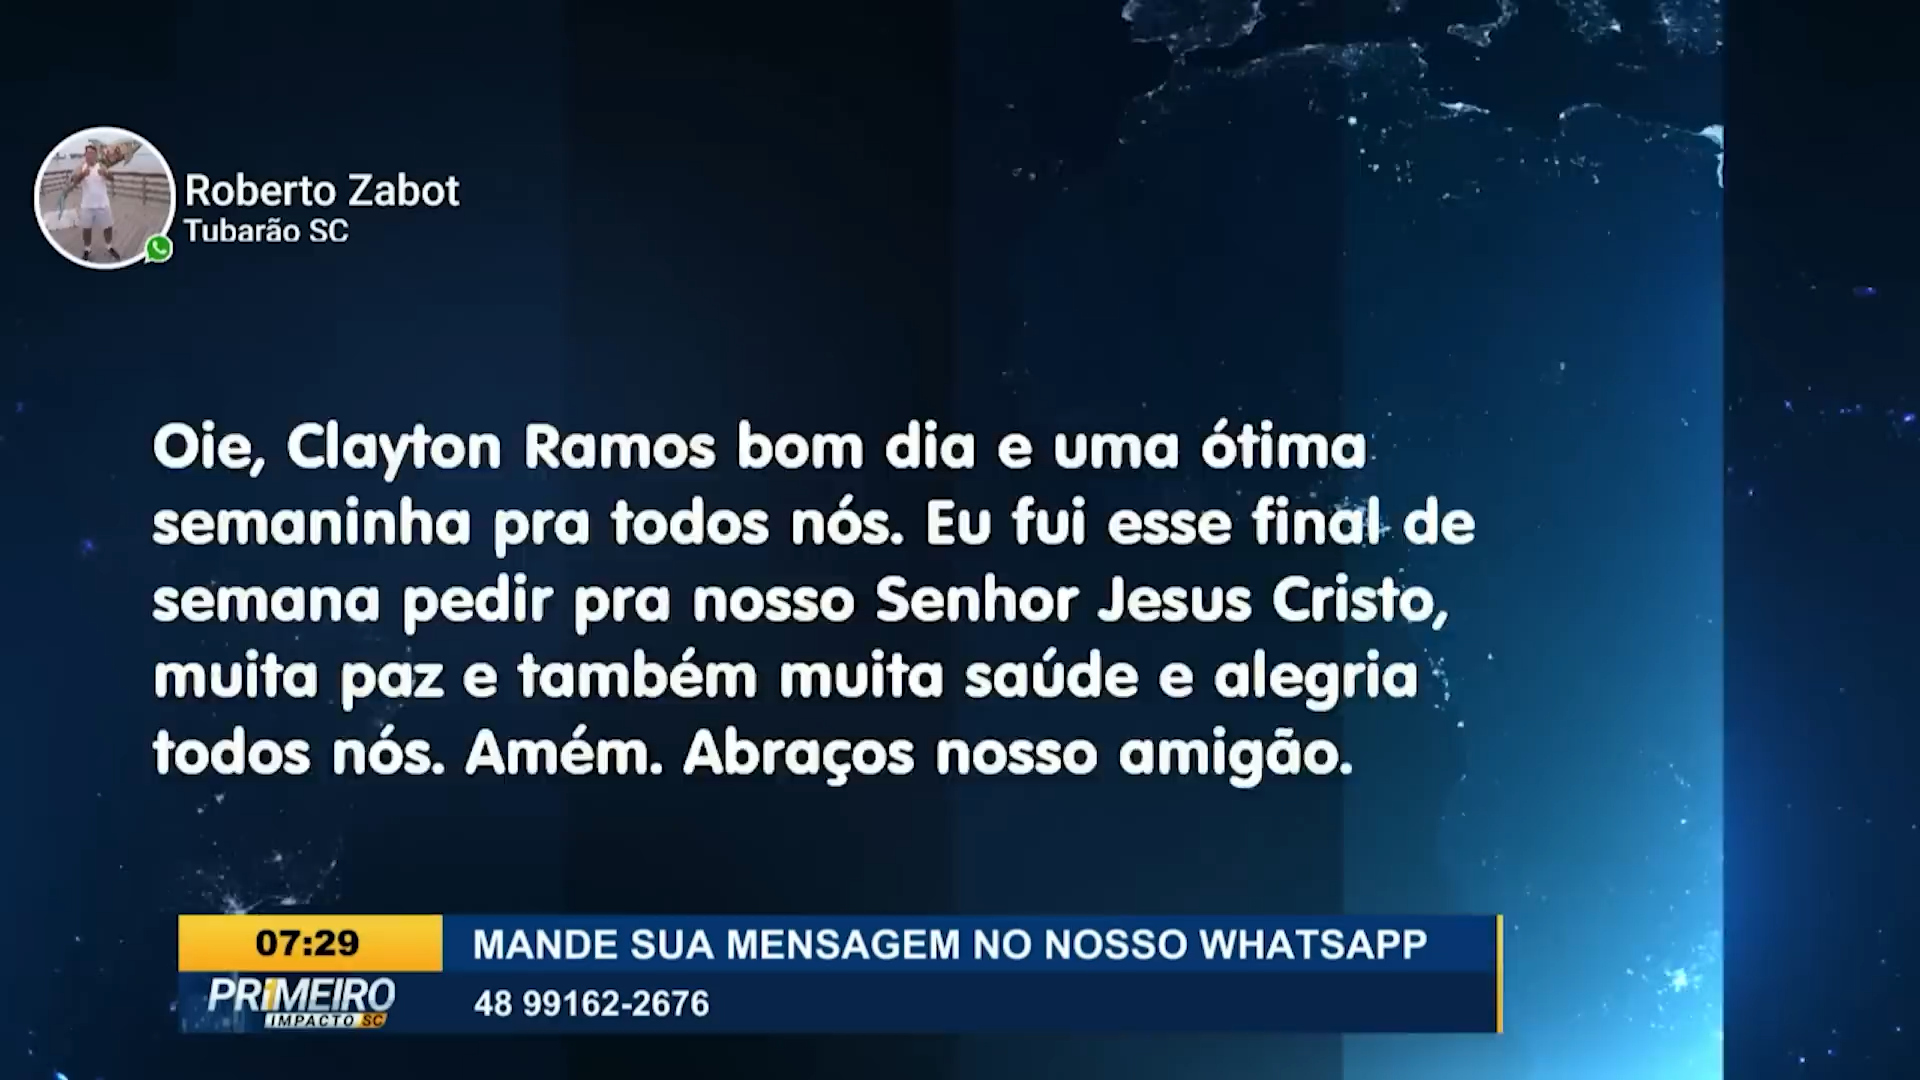 Roberto Zabot
Tubarão SC
Oie, Clayton Ramos bom dia e uma ótima
semaninha pra todos nós. Eu fui esse final de
semana pedir pra nosso Senhor Jesus Cristo,
muita paz e também muita saúde e alegria
todos nós. Amém. Abraços nosso amigão.
07:29
MANDE SUA MENSAGEM NO NOSSO WHATSAPP
PR1MEIRO
IMPACTO SC
48 99162-2676